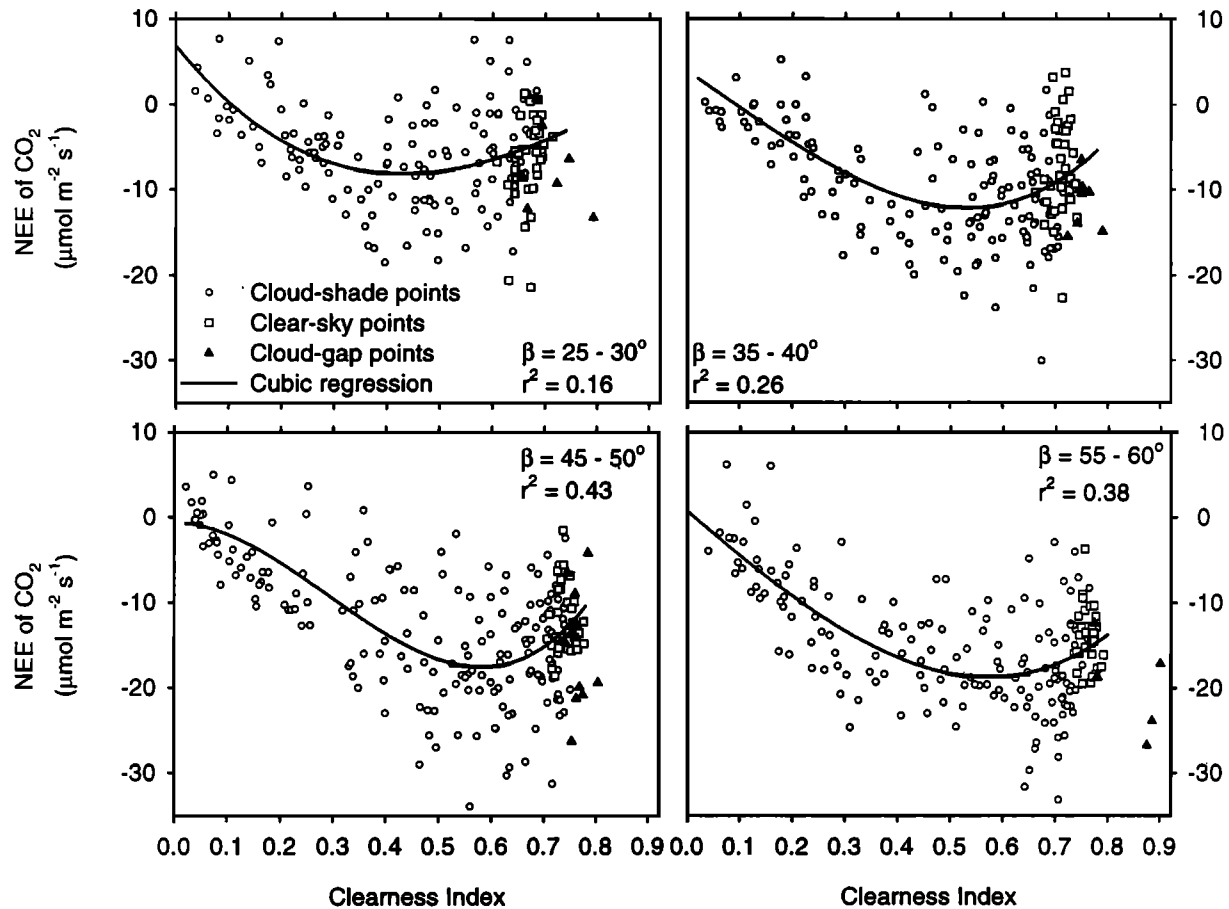 10
0
-10
-20
-30
NEE of CO2
(μmol m-2 s-1)
Cloud-shade points
Clear-sky points
Cloud-gap points
Cubic regression
β = 25 - 30o
r2 = 0.16
β = 35 - 40o
r2 = 0.26
10
0
-10
-20
-30
10
0
-10
-20
-30
NEE of CO2
(μmol m-2 s-1)
β = 45 - 50o
r2 = 0.43
β = 55 - 60o
r2 = 0.38
10
0
-10
-20
-30
0.0 0.1 0.2 0.3 0.4 0.5 0.6 0.7 0.8 0.9
0.0 0.1 0.2 0.3 0.4 0.5 0.6 0.7 0.8 0.9
Clearness Index
Clearness Index